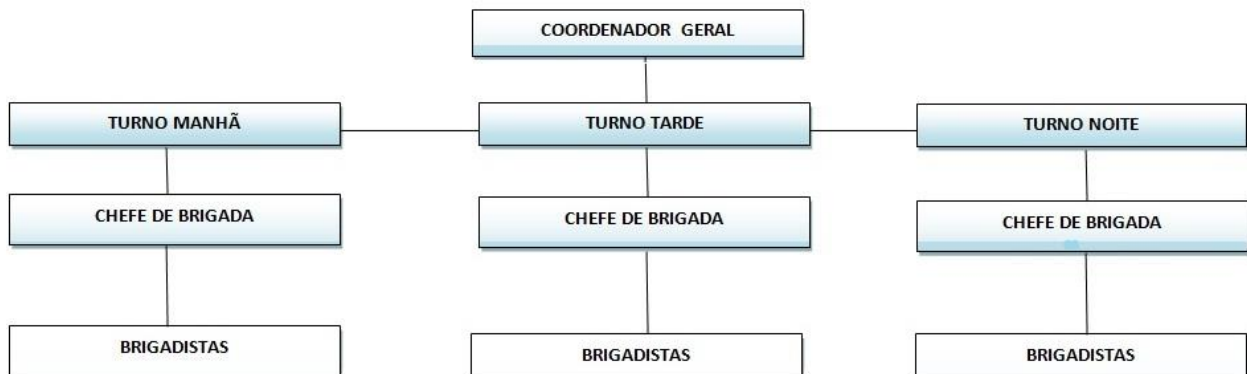 COORDENADOR GERAL
TURNO MANHÃ
TURNO TARDE
TURNO NOITE
CHEFE DE BRIGADA
CHEFE DE BRIGADA
CHEFE DE BRIGADA
BRIGADISTAS
BRIGADISTAS
BRIGADISTAS